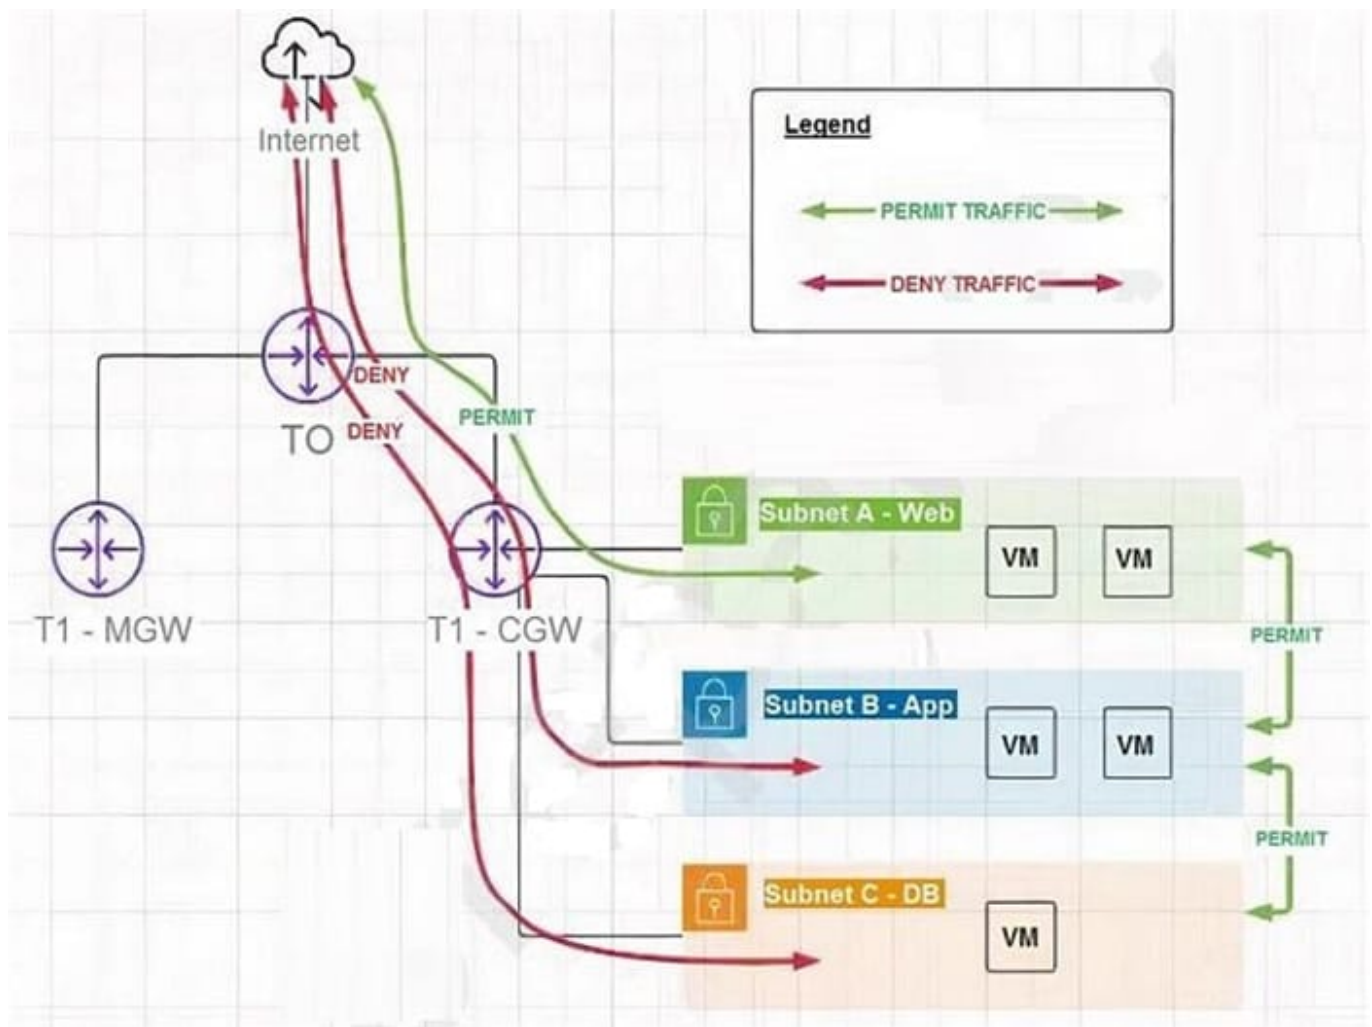 Internet
Legend
PERMIT TRAFFIC
DENY TRAFFIC
DENY
PERMIT
TO
DENY
Subnet A - Web
VM
VM
T1 - MGW
T1 - CGW
PERMIT
Subnet B - App
VM
VM
PERMIT
Subnet C - DB
VM